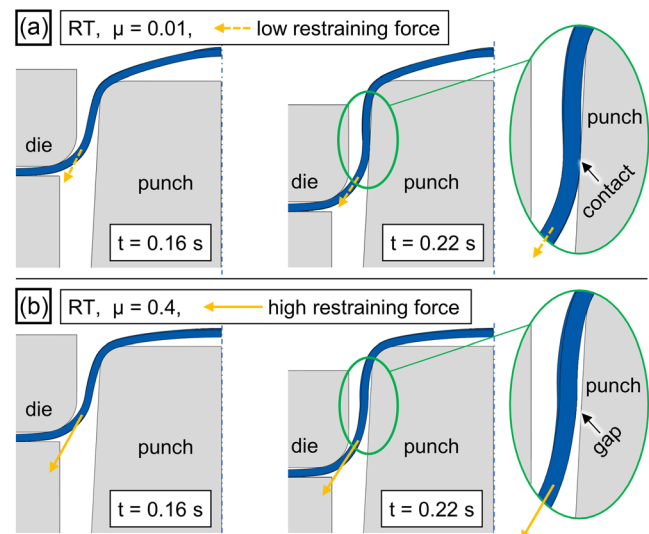 (a) RT, μ = 0.01, low restraining force
die
punch
t = 0.16 s
die
punch
t = 0.22 s
punch
contact
(b) RT, μ = 0.4, high restraining force
die
punch
t = 0.16 s
die
punch
t = 0.22 s
punch
gap